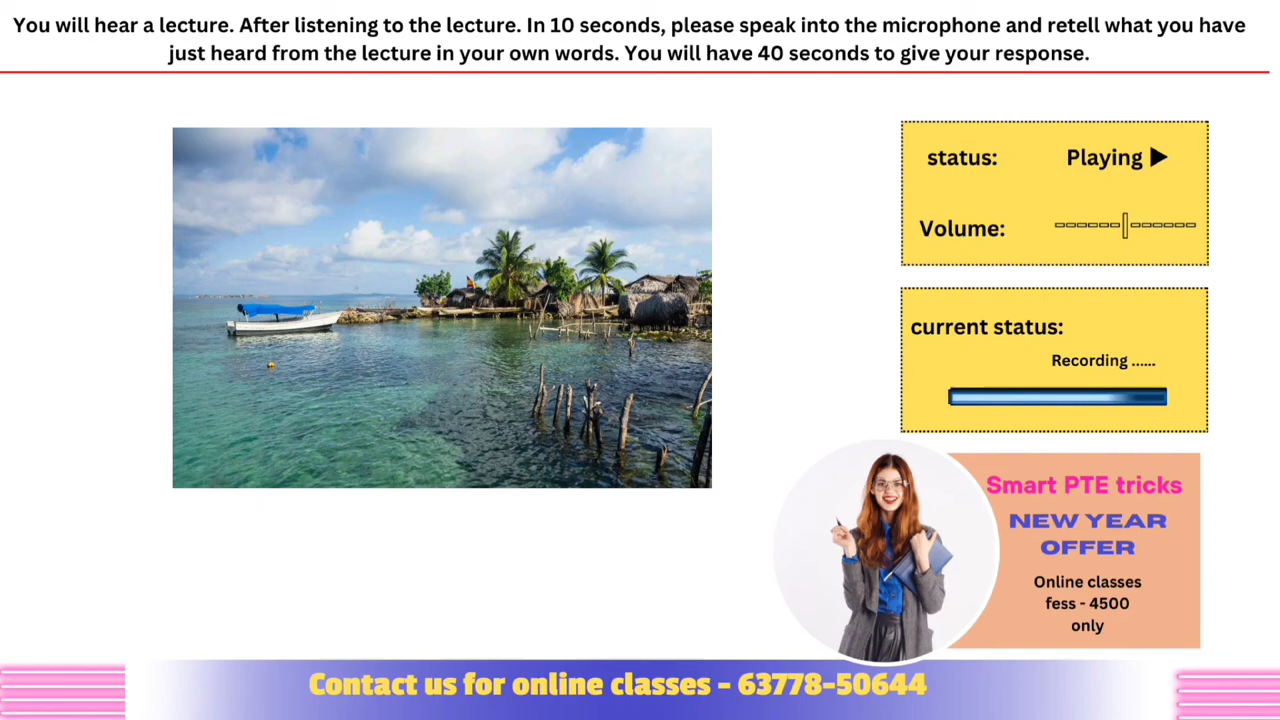 You will hear a lecture. After listening to the lecture. In 10 seconds, please speak into the microphone and retell what you have
just heard from the lecture in your own words. You will have 40 seconds to give your response.
status: Playing
Volume:
current status:
Recording ......
Smart PTE tricks
NEW YEAR
OFFER
Online classes
fess - 4500
only
Contact us for online classes - 63778-50644